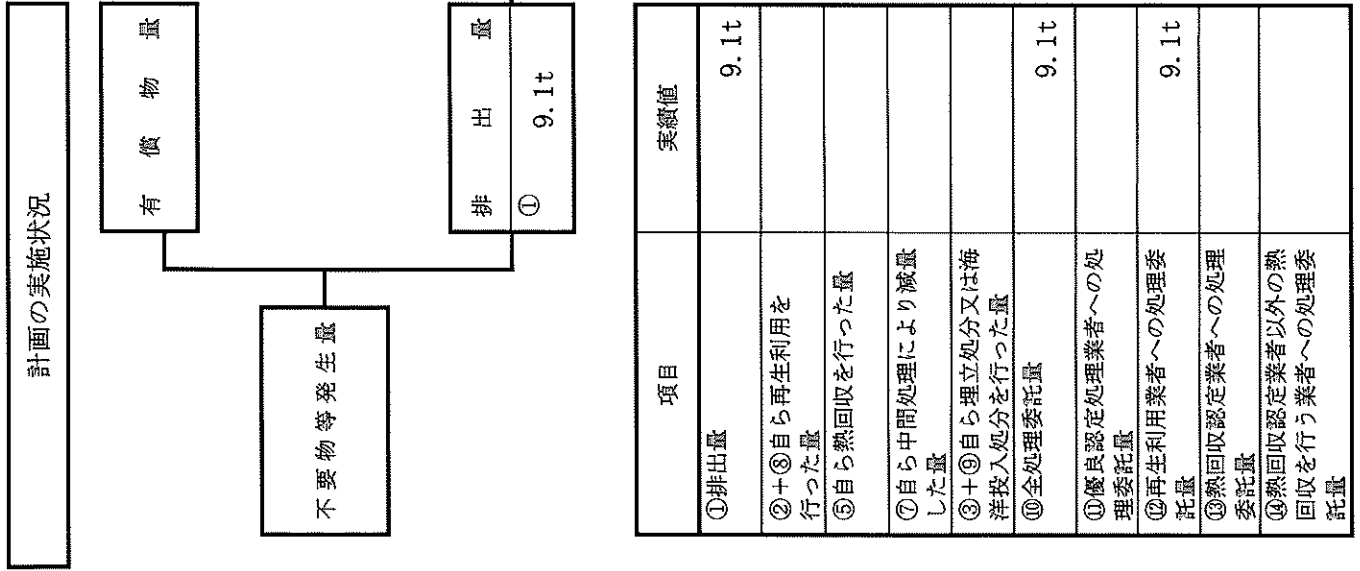 計画の実施状況
有償物量
不要物等発生量
排出量
①
9.1t
項目
実績値
①排出量
9.1t
②+⑧自ら再生利用を
行った量
⑤自ら熱回収を行った量
⑦自ら中間処理により減量
した量
③+⑨自ら埋立処分又は海
洋投入処分を行った量
⑩全処理委託量
9.1t
⑪優良認定処理業者への処
理委託量
⑫再生利用業者への処理委
託量
9.1t
⑬熱回収認定業者への処理
委託量
⑭熱回収認定業者以外の熱
回収を行う業者への処理委
託量